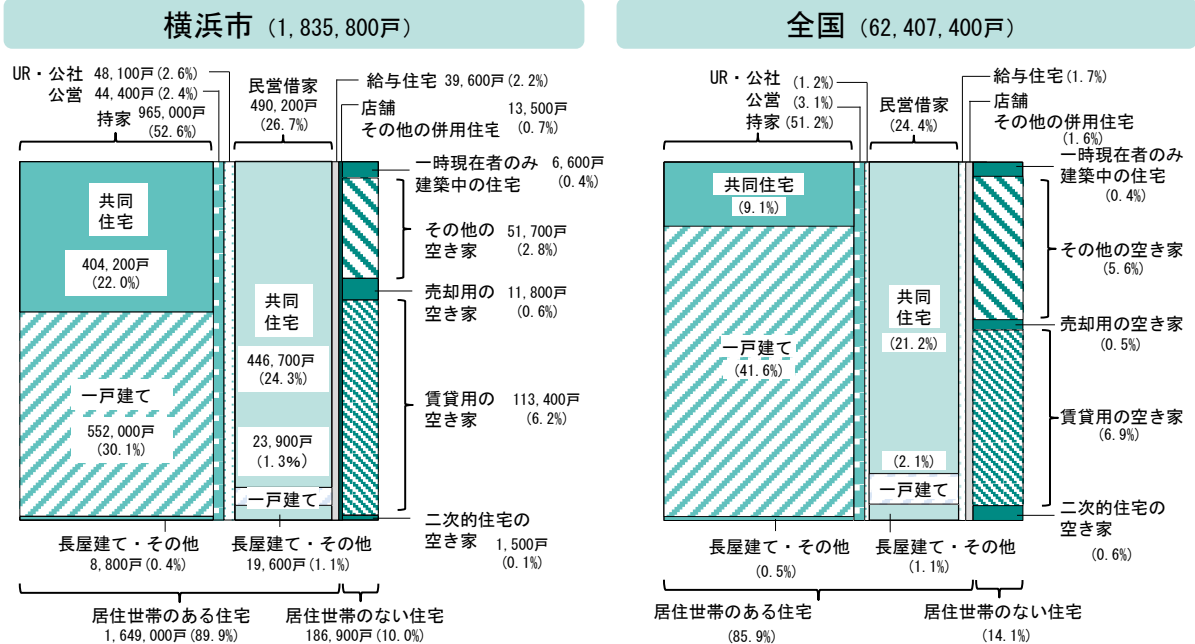 横浜市 (1,835,800戸)
UR・公社 48,100戸(2.6%)
公営 44,400戸(2.4%)
持家 965,000戸
(52.6%)
民営借家
490,200戸
(26.7%)
給与住宅 39,600戸(2.2%)
店舗 13,500戸
その他の併用住宅 (0.7%)
一時現在者のみ 6,600戸
建築中の住宅 (0.4%)
その他の 51,700戸
空き家 (2.8%)
売却用の 11,800戸
空き家 (0.6%)
賃貸用の 113,400戸
空き家 (6.2%)
二次的住宅の
空き家 1,500戸
(0.1%)
共同
住宅
404,200戸
(22.0%)
一戸建て
552,000戸
(30.1%)
共同
住宅
446,700戸
(24.3%)
23,900戸
(1.3%)
一戸建て
長屋建て・その他
8,800戸(0.4%)
長屋建て・その他
19,600戸(1.1%)
居住世帯のある住宅
1,649,000戸(89.9%)
居住世帯のない住宅
186,900戸(10.0%)
全国 (62,407,400戸)
UR・公社 (1.2%)
公営 (3.1%)
持家(51.2%)
民営借家
(24.4%)
給与住宅(1.7%)
店舗
その他の併用住宅
(1.6%)
一時現在者のみ
建築中の住宅
(0.4%)
その他の空き家
(5.6%)
売却用の空き家
(0.5%)
賃貸用の空き家
(6.9%)
二次的住宅の
空き家
(0.6%)
共同住宅
(9.1%)
一戸建て
(41.6%)
共同
住宅
(21.2%)
(2.1%)
一戸建て
長屋建て・その他
(0.5%)
長屋建て・その他
(1.1%)
居住世帯のある住宅
(85.9%)
居住世帯のない住宅
(14.1%)